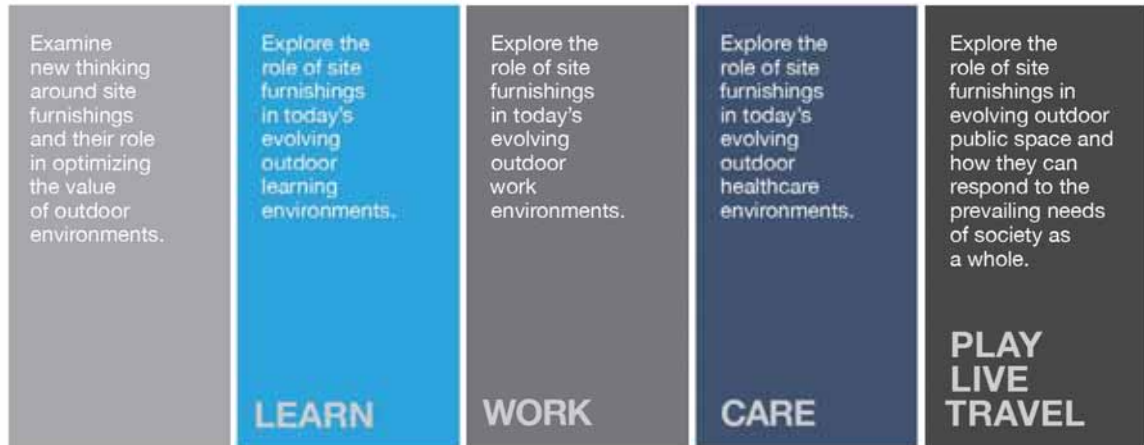 Examine
new thinking
around site
furnishings
and their role
in optimizing
the value
of outdoor
environments.
Explore the
role of site
furnishings
in today's
evolving
outdoor
learning
environments.
LEARN
Explore the
role of site
furnishings
in today's
evolving
outdoor
work
environments.
WORK
Explore the
role of site
furnishings
in today's
evolving
outdoor
healthcare
environments.
CARE
Explore the
role of site
furnishings in
evolving outdoor
public space and
how they can
respond to the
prevailing needs
of society as
a whole.
PLAY
LIVE
TRAVEL